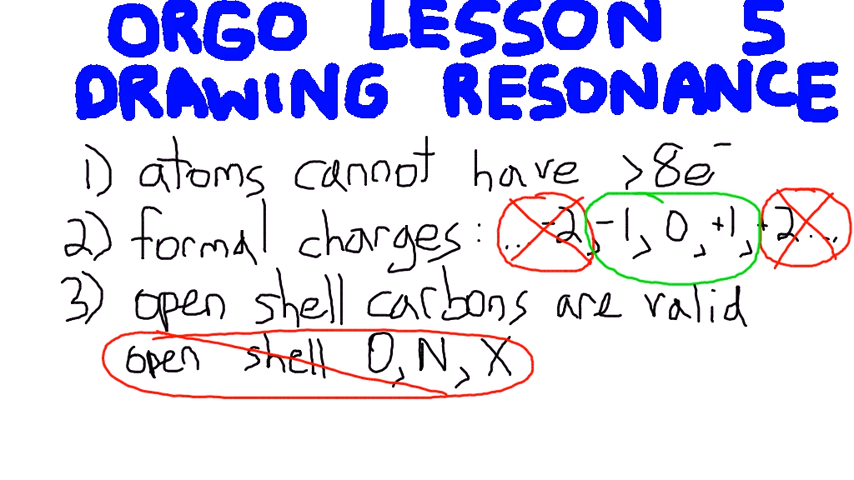 ORGO LESSON 5
DRAWING RESONANCE
1) atoms cannot have >8e⁻
2) formal charges: ...-2, -1, 0, +1, +2...
3) open shell carbons are valid
open shell O, N, X